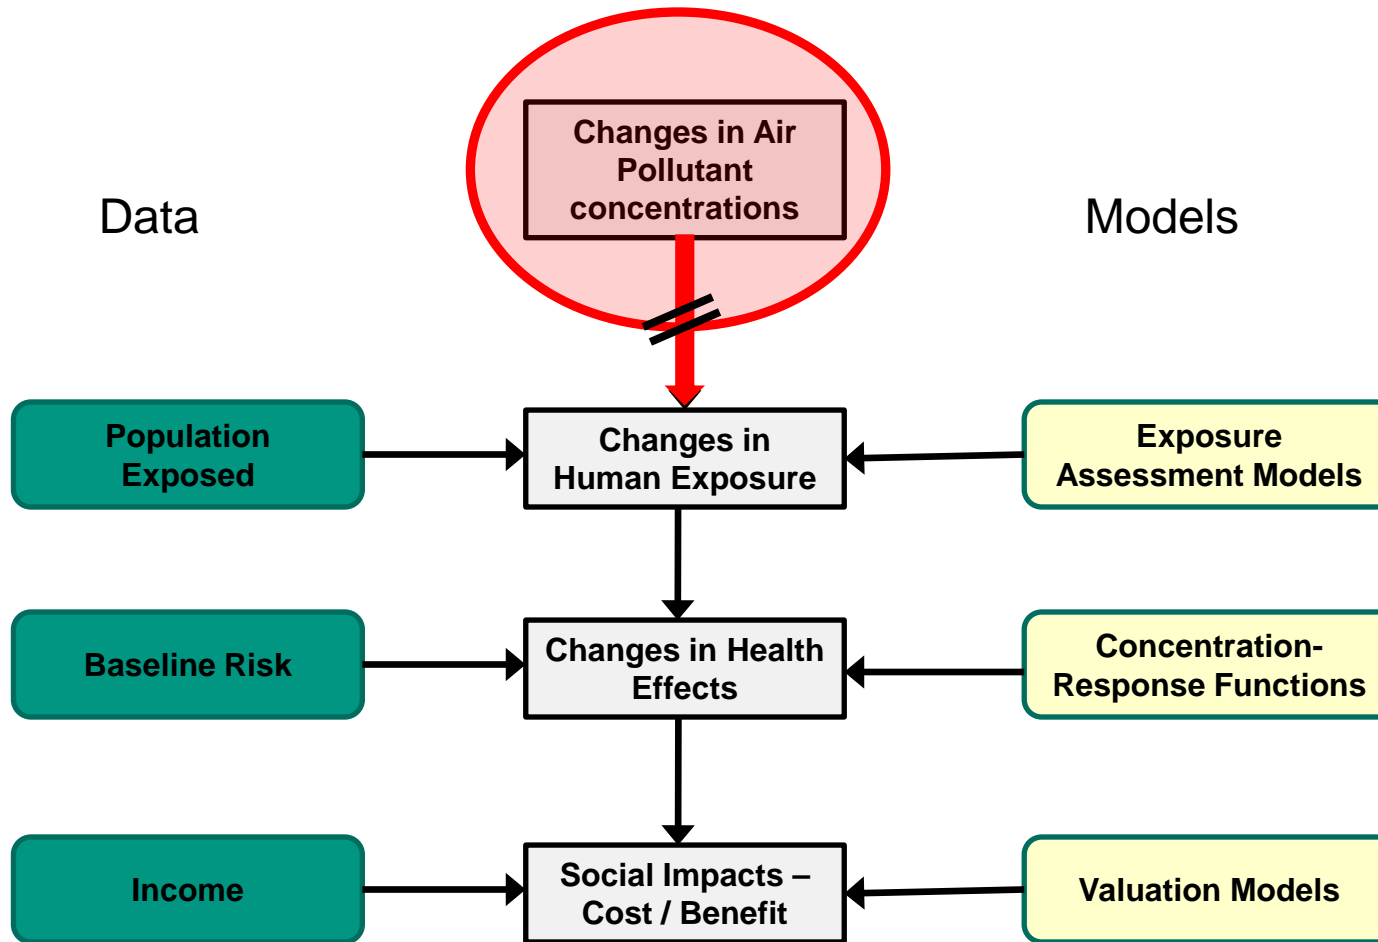 Changes in Air
Pollutant
concentrations
Data
Models
Population
Exposed
Changes in
Human Exposure
Exposure
Assessment Models
Baseline Risk
Changes in Health
Effects
Concentration-
Response Functions
Income
Social Impacts –
Cost / Benefit
Valuation Models